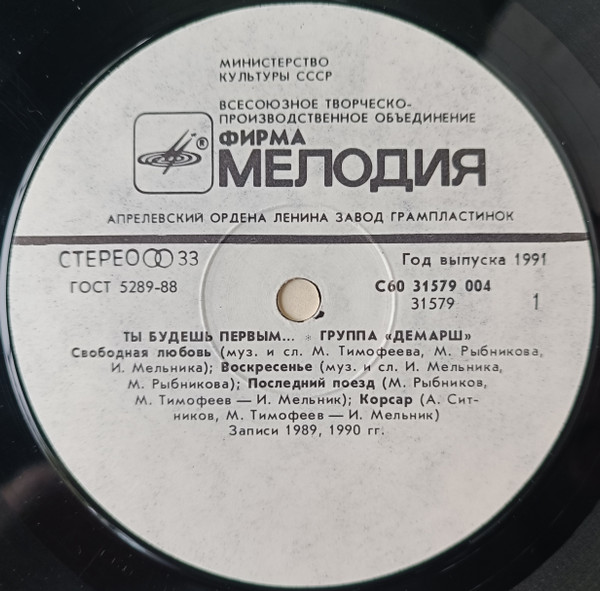 МИНИСТЕРСТВО
КУЛЬТУРЫ СССР
ВСЕСОЮЗНОЕ ТВОРЧЕСКО-
ПРОИЗВОДСТВЕННОЕ ОБЪЕДИНЕНИЕ
ФИРМА
® МЕЛОДИЯ
АПРЕЛЕВСКИЙ ОРДЕНА ЛЕНИНА ЗАВОД ГРАМПЛАСТИНОК
СТЕРЕО 33 Год выпуска 1991
ГОСТ 5289-88 С60 31579 004
31579 1
ТЫ БУДЕШЬ ПЕРВЫМ... * ГРУППА «ДЕМАРШ»
Свободная любовь (муз. и сл. М. Тимофеева, М. Рыбникова,
И. Мельника); Воскресенье (муз. и сл. И. Мельника,
М. Рыбникова); Последний поезд (М. Рыбников,
М. Тимофеев — И. Мельник); Корсар (А. Сит-
ников, М. Тимофеев — И. Мельник)
Записи 1989, 1990 гг.